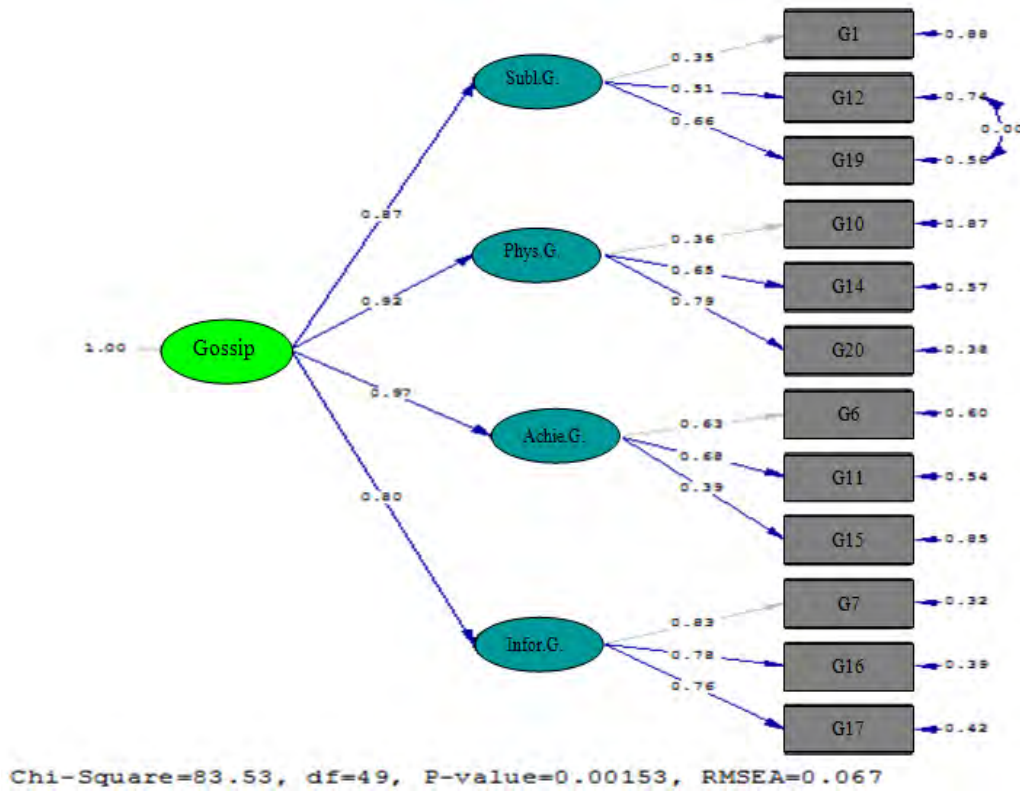 G1
0.88
0.35
Subl.G.
0.51
G12
0.74
0.66
0.00
G19
0.56
0.87
G10
0.87
0.36
Phys.G.
0.65
G14
0.57
0.92
0.79
1.00
Gossip
G20
0.38
0.97
G6
0.60
0.63
Achie.G.
0.68
G11
0.54
0.39
0.80
G15
0.85
G7
0.32
0.83
Infor.G.
0.78
G16
0.39
0.76
G17
0.42
Chi-Square=83.53, df=49, P-value=0.00153, RMSEA=0.067